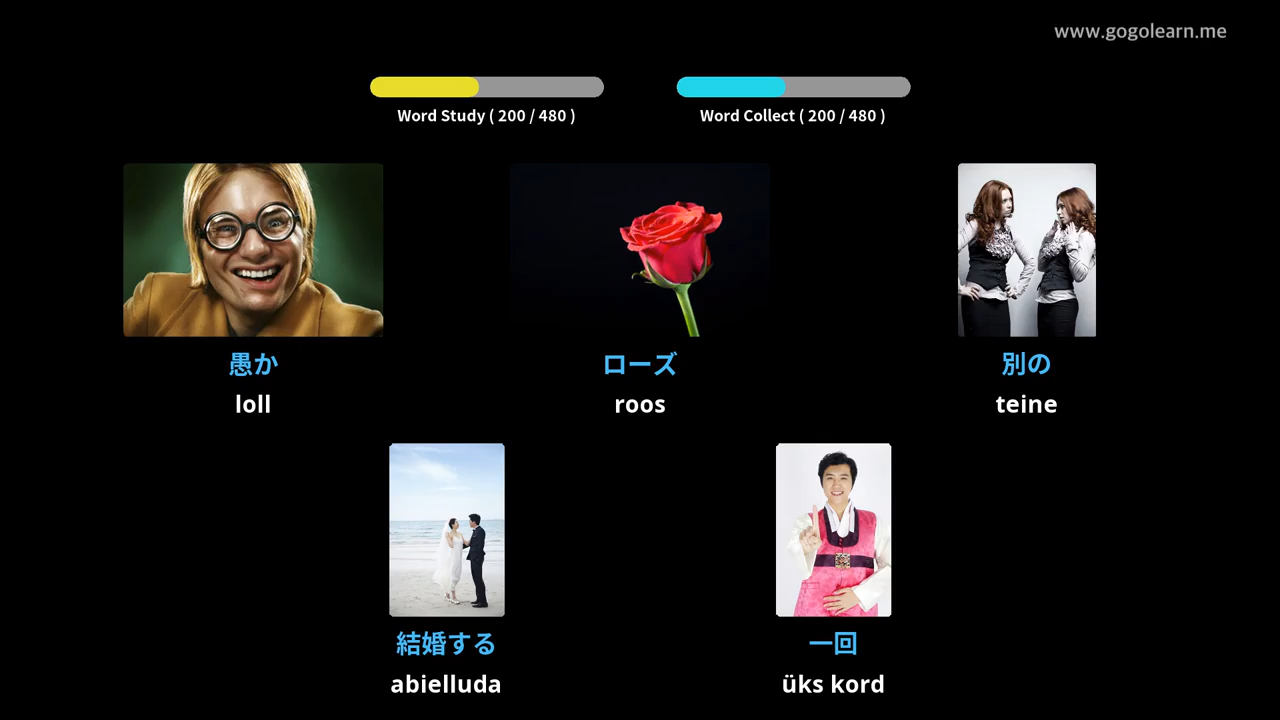 www.gogolearn.me
Word Study ( 200 / 480 )
Word Collect ( 200 / 480 )
愚か
loll
ローズ
roos
別の
teine
結婚する
abielluda
一回
üks kord